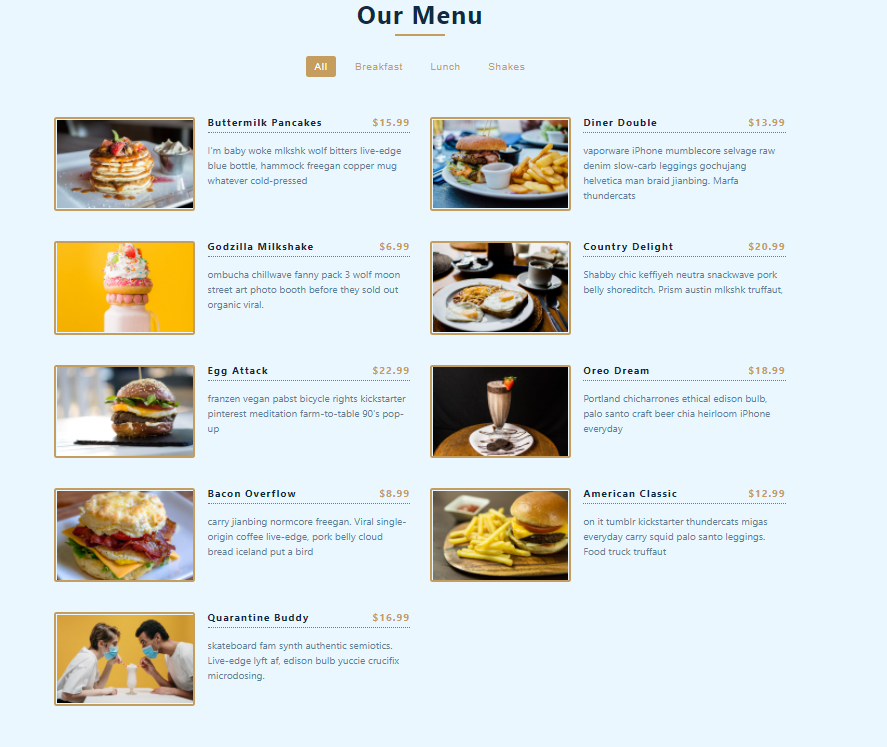 Our Menu
All Breakfast Lunch Shakes
Buttermilk Pancakes $15.99
I'm baby woke mlkshk wolf bitters live-edge
blue bottle, hammock freegan copper mug
whatever cold-pressed
Diner Double $13.99
vaporware iPhone mumblecore selvage raw
denim slow-carb leggings gochujang
helvetica man braid jianbing. Marfa
thundercats
Godzilla Milkshake $6.99
ombucha chillwave fanny pack 3 wolf moon
street art photo booth before they sold out
organic viral.
Country Delight $20.99
Shabby chic keffiyeh neutra snackwave pork
belly shoreditch. Prism austin mlkshk truffaut,
Egg Attack $22.99
franzen vegan pabst bicycle rights kickstarter
pinterest meditation farm-to-table 90's pop-
up
Oreo Dream $18.99
Portland chicharrones ethical edison bulb,
palo santo craft beer chia heirloom iPhone
everyday
Bacon Overflow $8.99
carry jianbing normcore freegan. Viral single-
origin coffee live-edge, pork belly cloud
bread iceland put a bird
American Classic $12.99
on it tumblr kickstarter thundercats migas
everyday carry squid palo santo leggings.
Food truck truffaut
Quarantine Buddy $16.99
skateboard fam synth authentic semiotics.
Live-edge lyft af, edison bulb yuccie crucifix
microdosing.